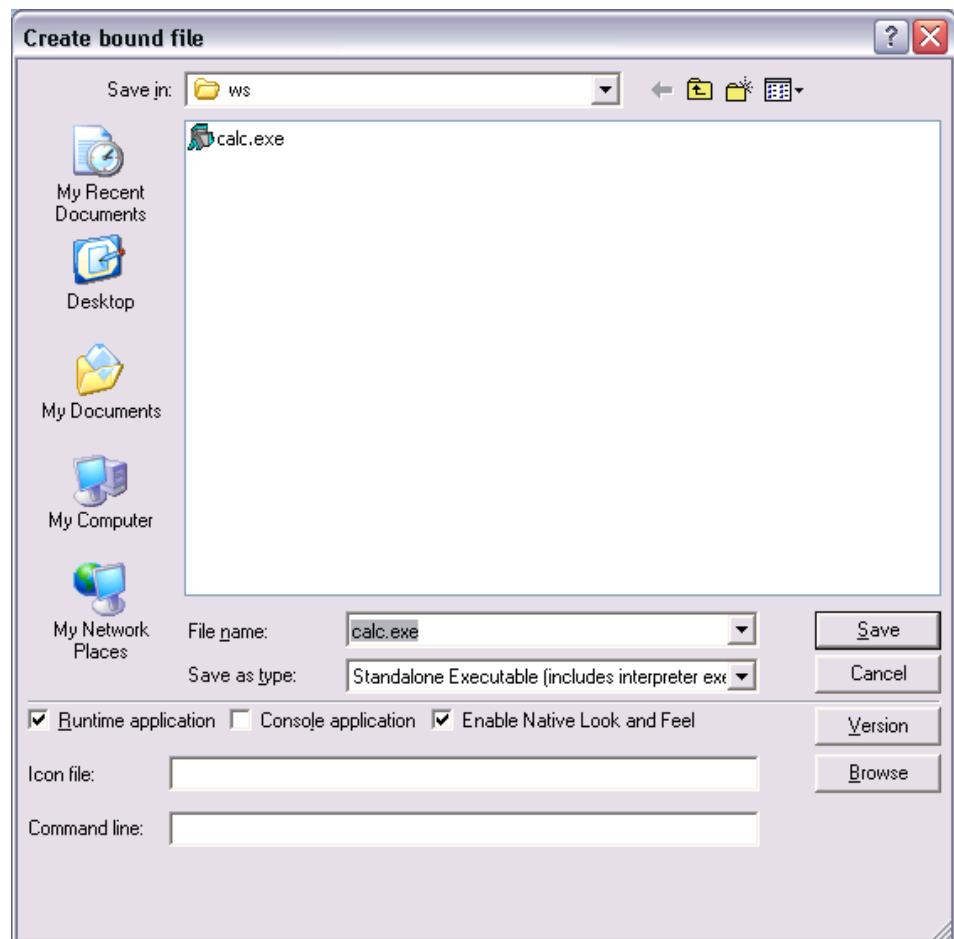 Create bound file
Save in: ws
calc.exe
My Recent
Documents
Desktop
My Documents
My Computer
My Network
Places
File name: calc.exe Save
Save as type: Standalone Executable (includes interpreter exe Cancel
Runtime application Console application Enable Native Look and Feel Version
Icon file: Browse
Command line: